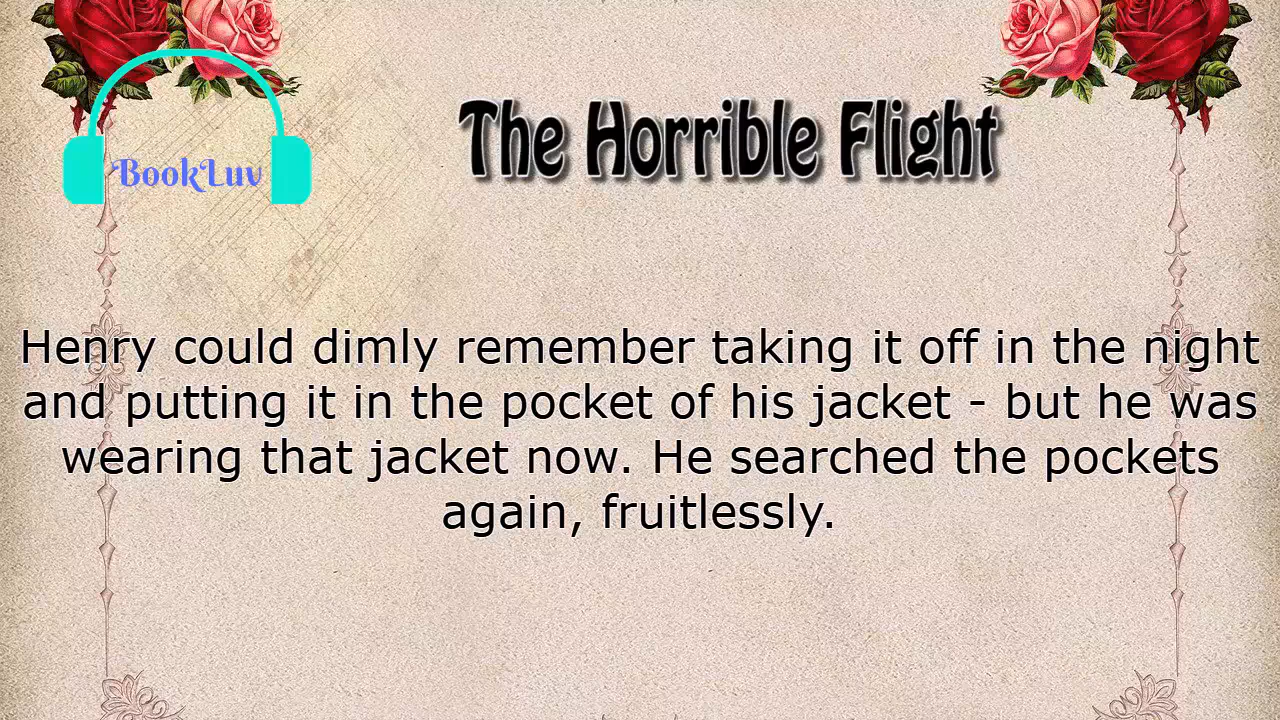 The Horrible Flight
BookLuv
Henry could dimly remember taking it off in the night
and putting it in the pocket of his jacket - but he was
wearing that jacket now. He searched the pockets
again, fruitlessly.